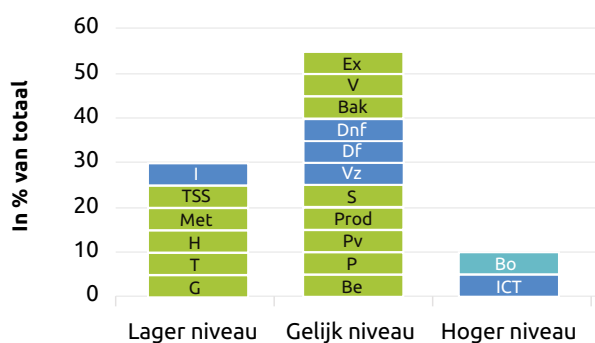 In % van totaal
60
50
40
30
20
10
0
I
TSS
Met
H
T
G
Ex
V
Bak
Dnf
Df
Vz
S
Prod
Pv
P
Be
Bo
ICT
Lager niveau
Gelijk niveau
Hoger niveau